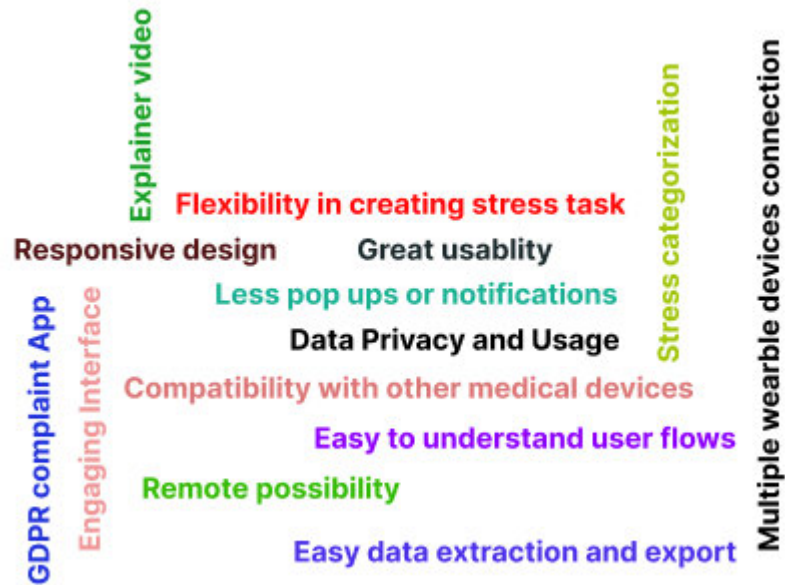 Explainer video
Flexibility in creating stress task
Responsive design
Great usablity
Less pop ups or notifications
Data Privacy and Usage
Compatibility with other medical devices
Easy to understand user flows
Remote possibility
Easy data extraction and export
GDPR complaint App
Engaging Interface
Stress categorization
Multiple wearble devices connection